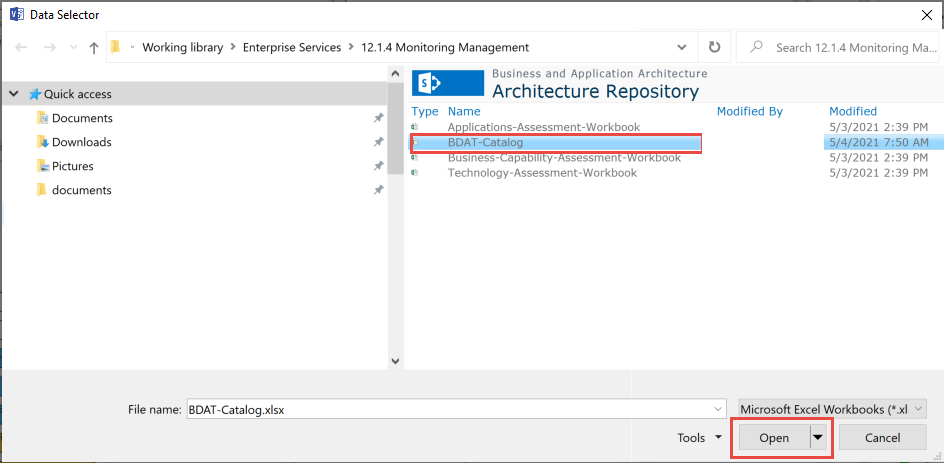 Data Selector
Working library > Enterprise Services > 12.1.4 Monitoring Management
Search 12.1.4 Monitoring Ma...
Quick access
Documents
Downloads
Pictures
documents
Business and Application Architecture
Architecture Repository
Type Name Modified By Modified
Applications-Assessment-Workbook 5/3/2021 2:39 PM
BDAT-Catalog 5/4/2021 7:50 AM
Business-Capability-Assessment-Workbook 5/3/2021 2:39 PM
Technology-Assessment-Workbook 5/3/2021 2:39 PM
File name: BDAT-Catalog.xlsx Microsoft Excel Workbooks (*.xl
Tools Open Cancel